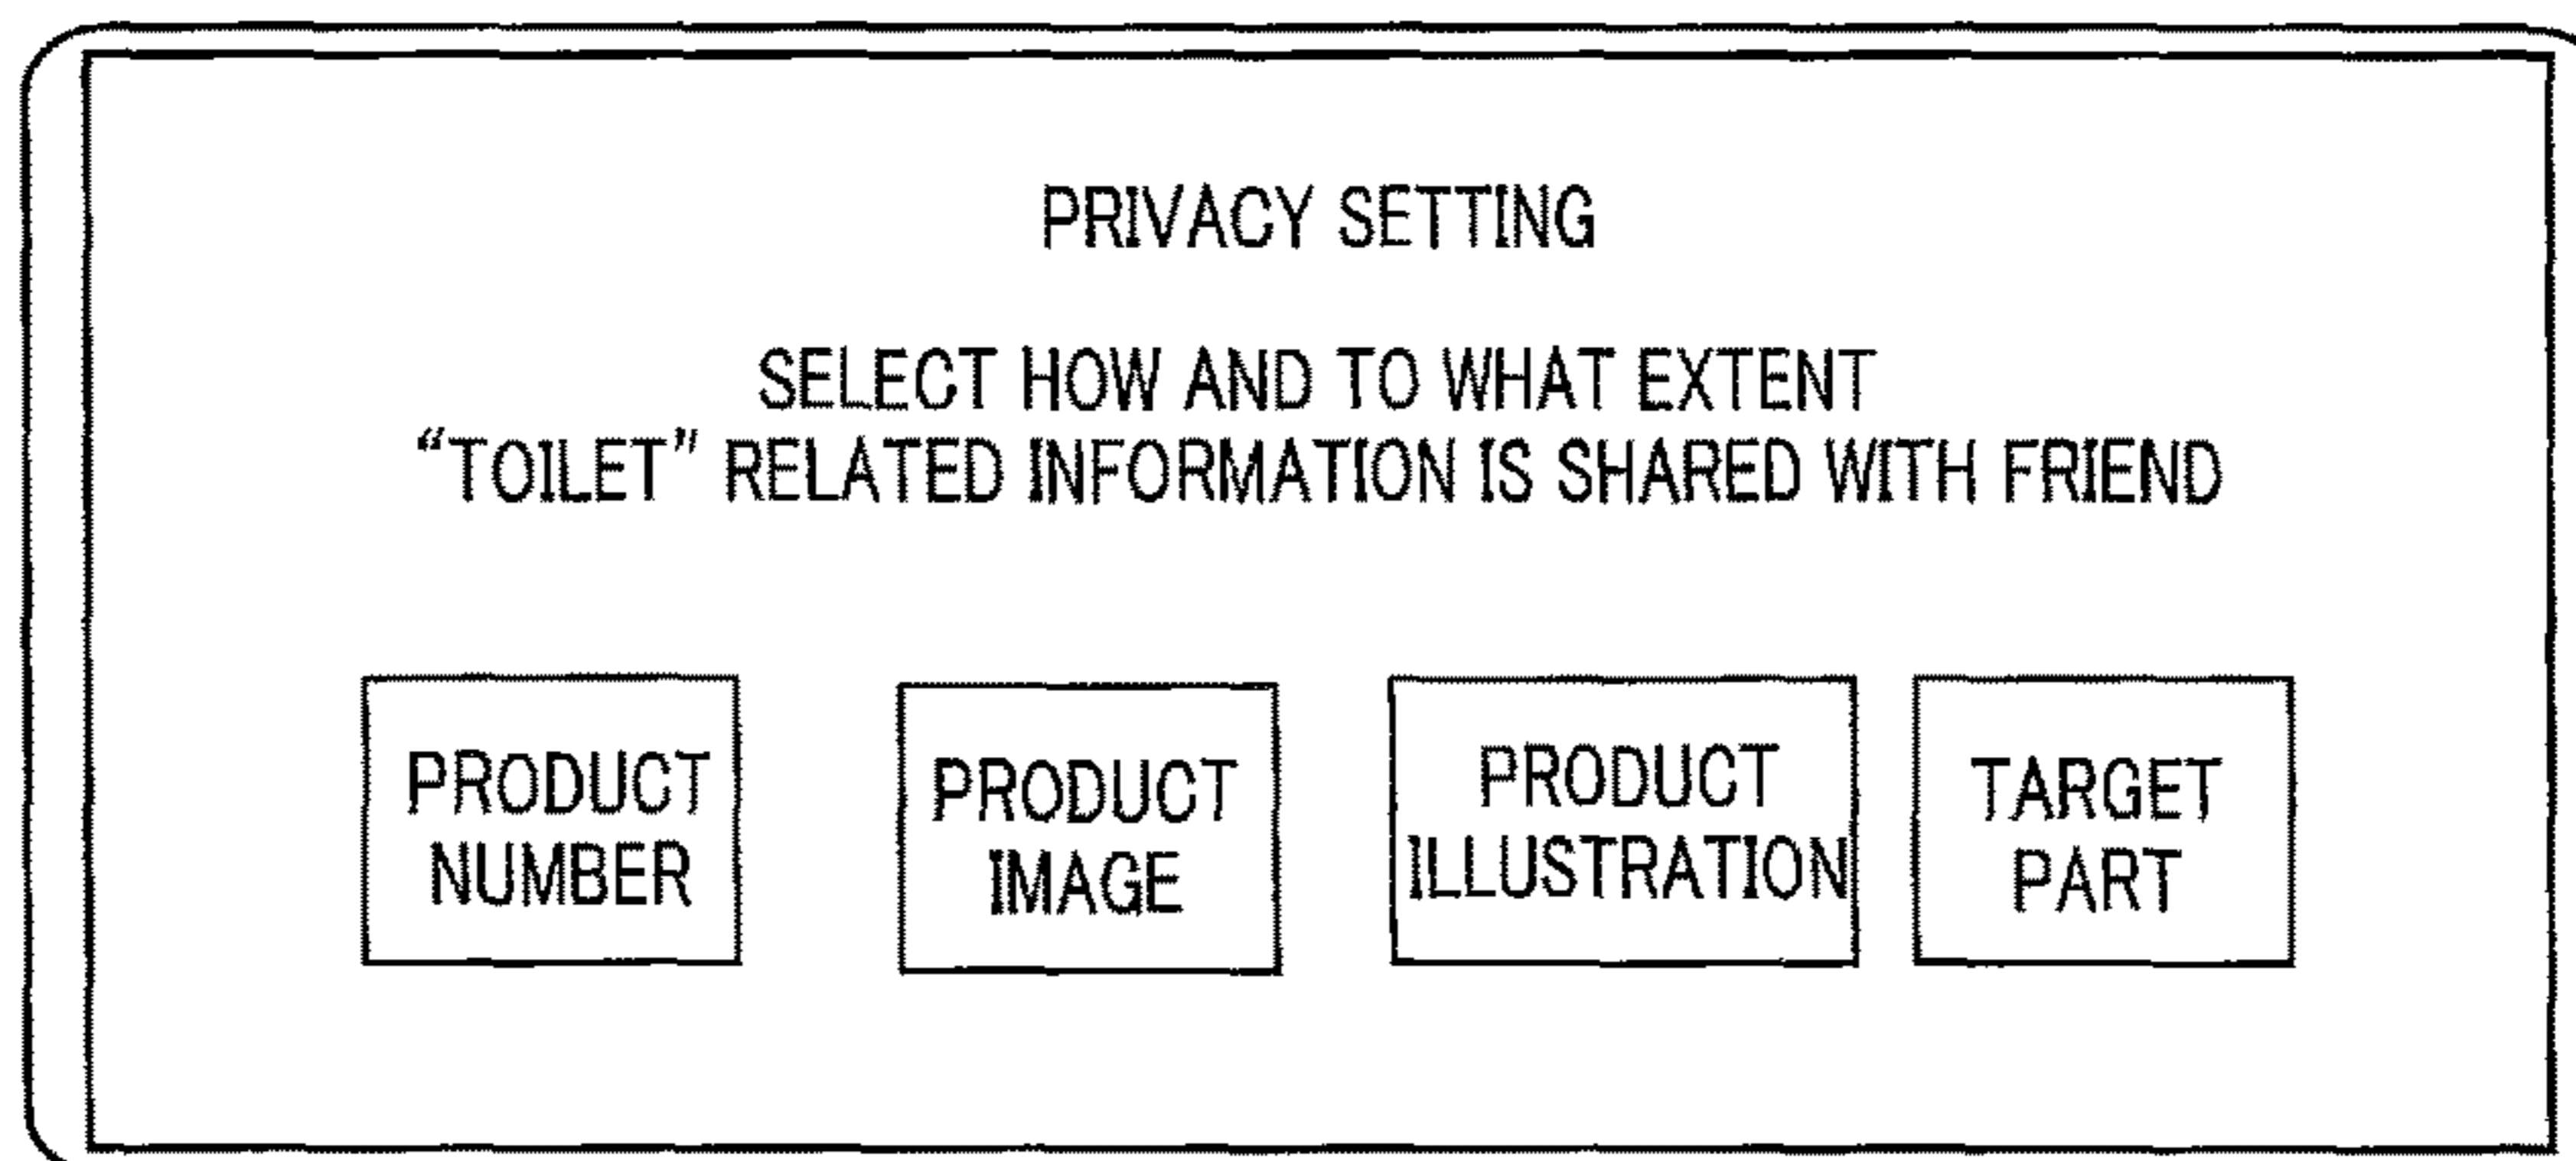 PRIVACY SETTING
SELECT HOW AND TO WHAT EXTENT
“TOILET” RELATED INFORMATION IS SHARED WITH FRIEND
PRODUCT
NUMBER
PRODUCT
IMAGE
PRODUCT
ILLUSTRATION
TARGET
PART